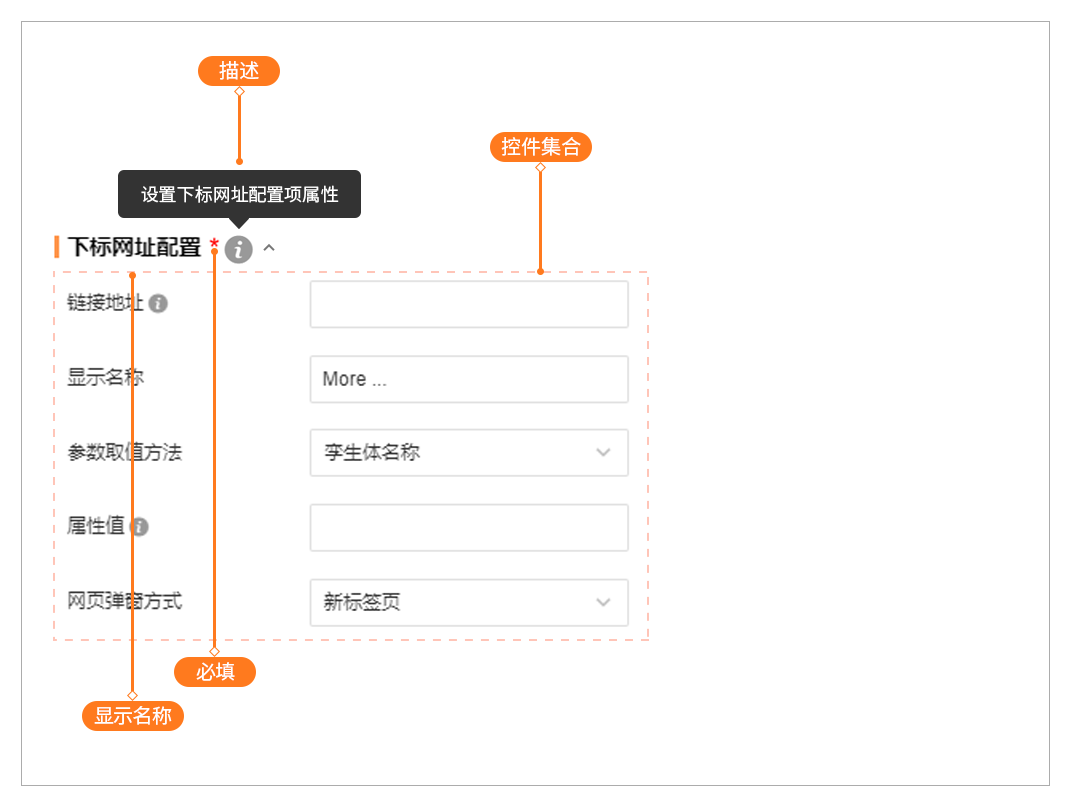 描述
控件集合
设置下标网址配置项属性
下标网址配置 *
链接地址
显示名称
More ...
参数取值方法
孪生体名称
属性值
网页弹窗方式
新标签页
必填
显示名称